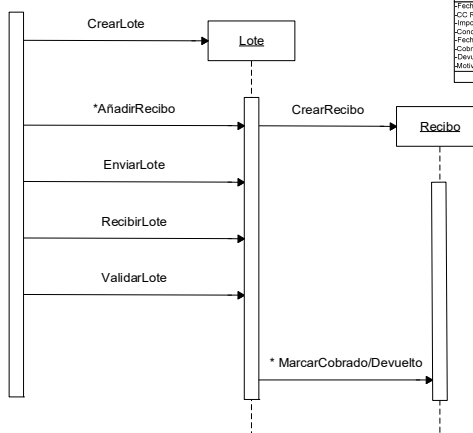 CrearLote
Lote
*AñadirRecibo
CrearRecibo
Recibo
EnviarLote
RecibirLote
ValidarLote
* MarcarCobrado/Devuelto